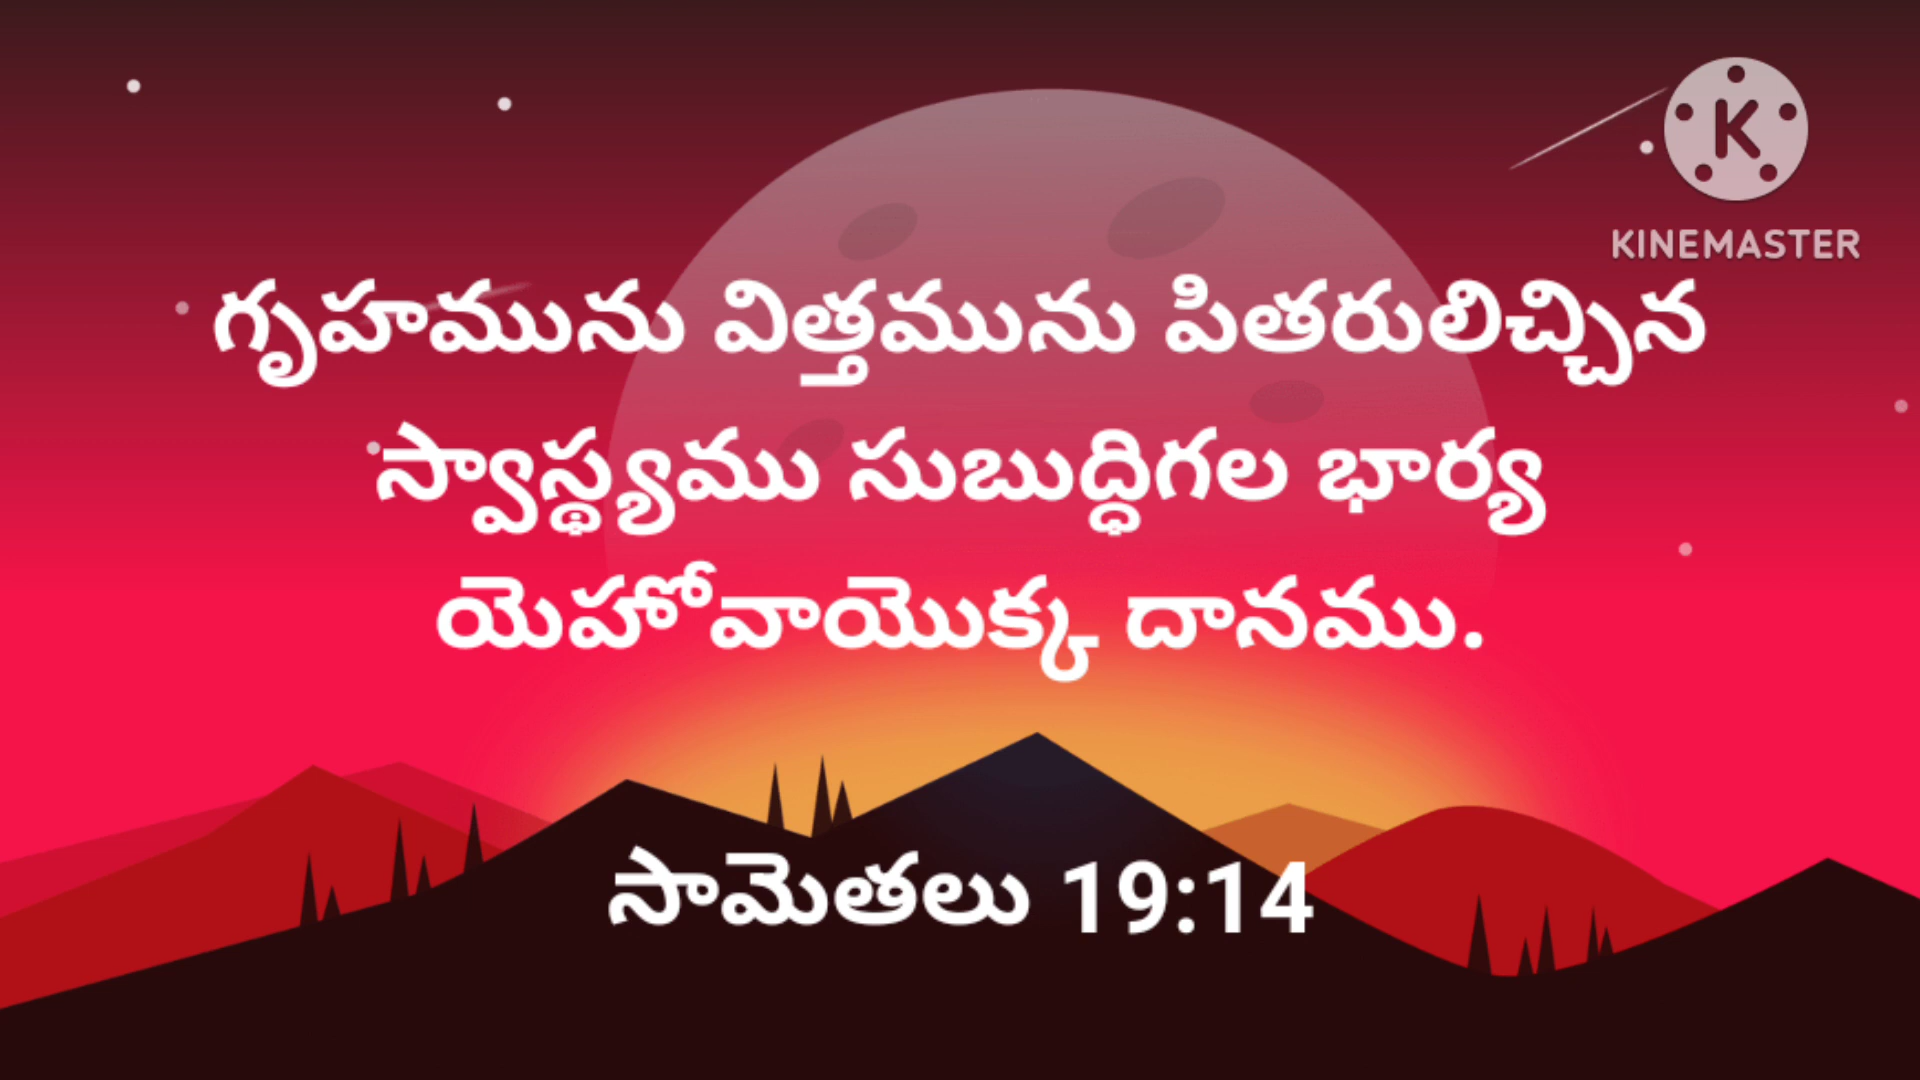 K
KINEMASTER
గృహమును విత్తమును పితరులిచ్చిన
స్వాస్థ్యము సుబుద్ధిగల భార్య
యెహోవాయొక్క దానము.
సామెతలు 19:14